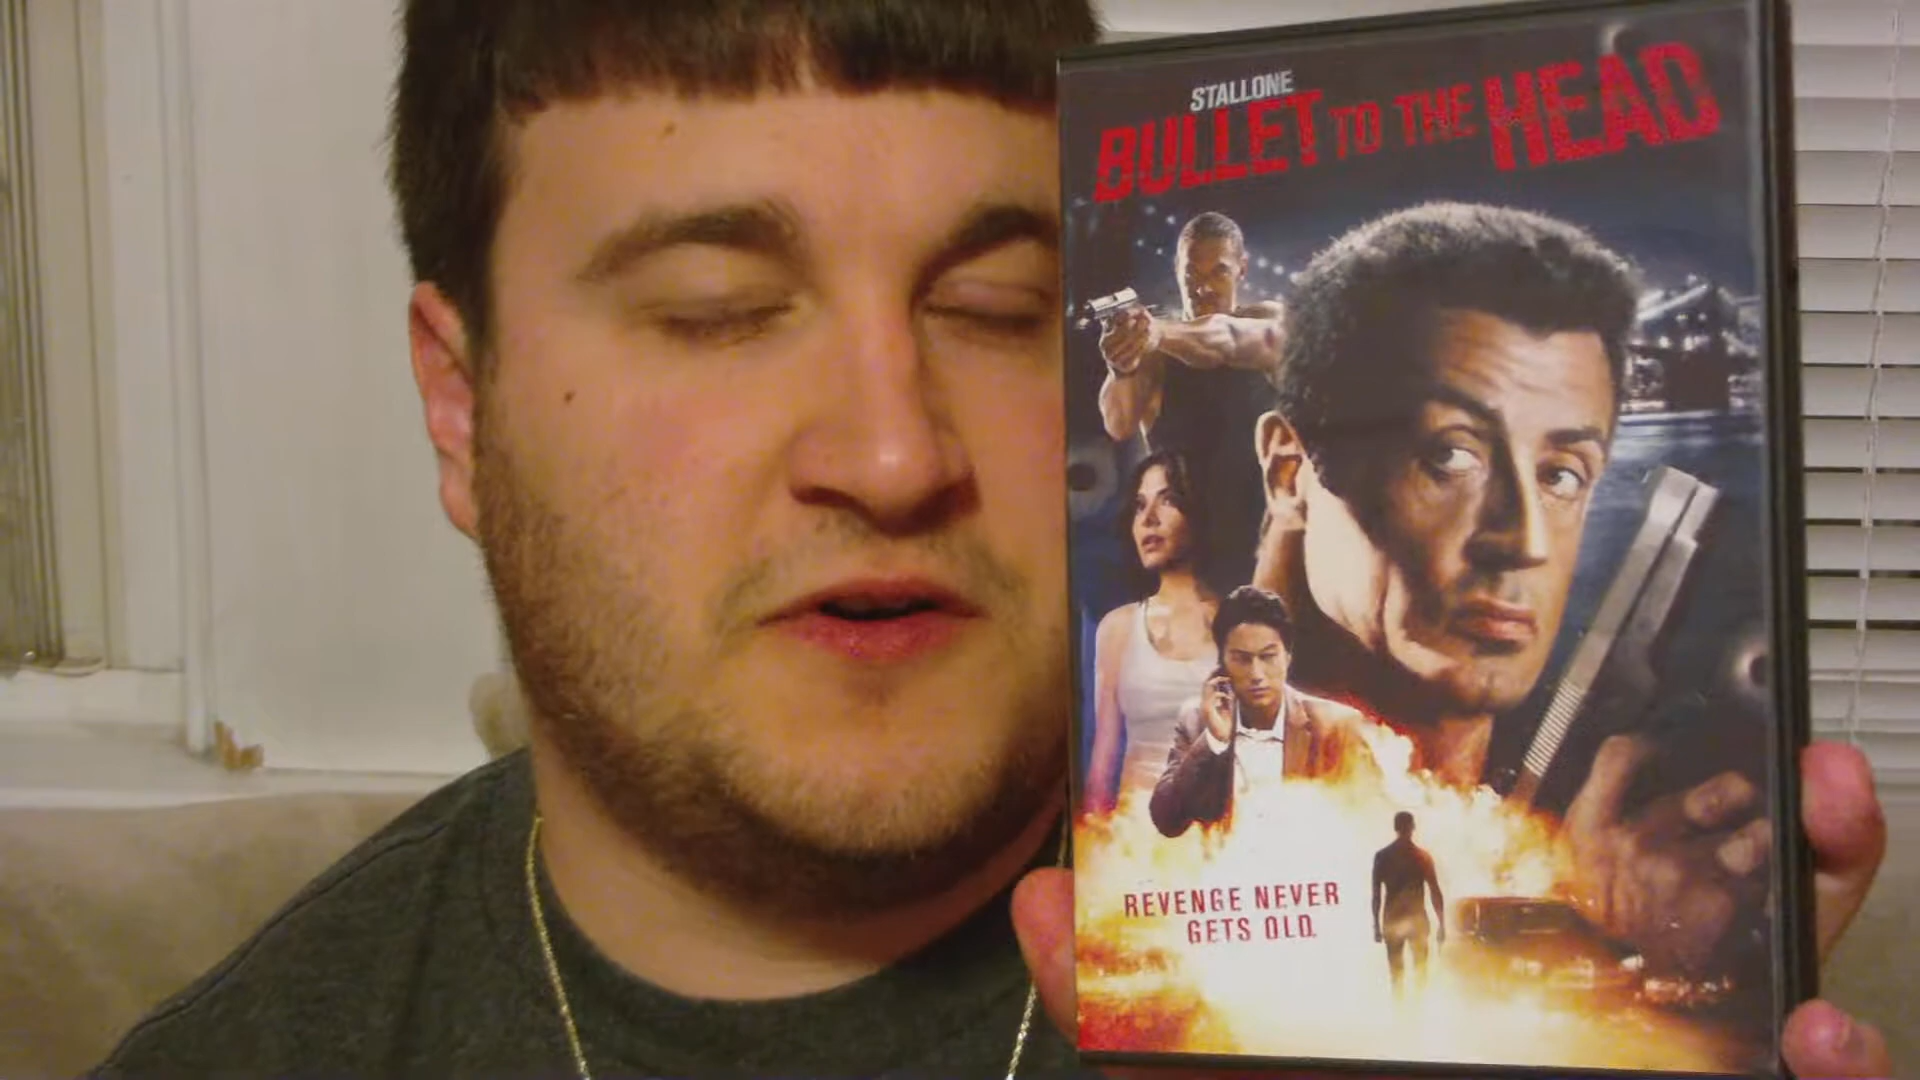 STALLONE
BULLET TO THE HEAD
REVENGE NEVER
GETS OLD.